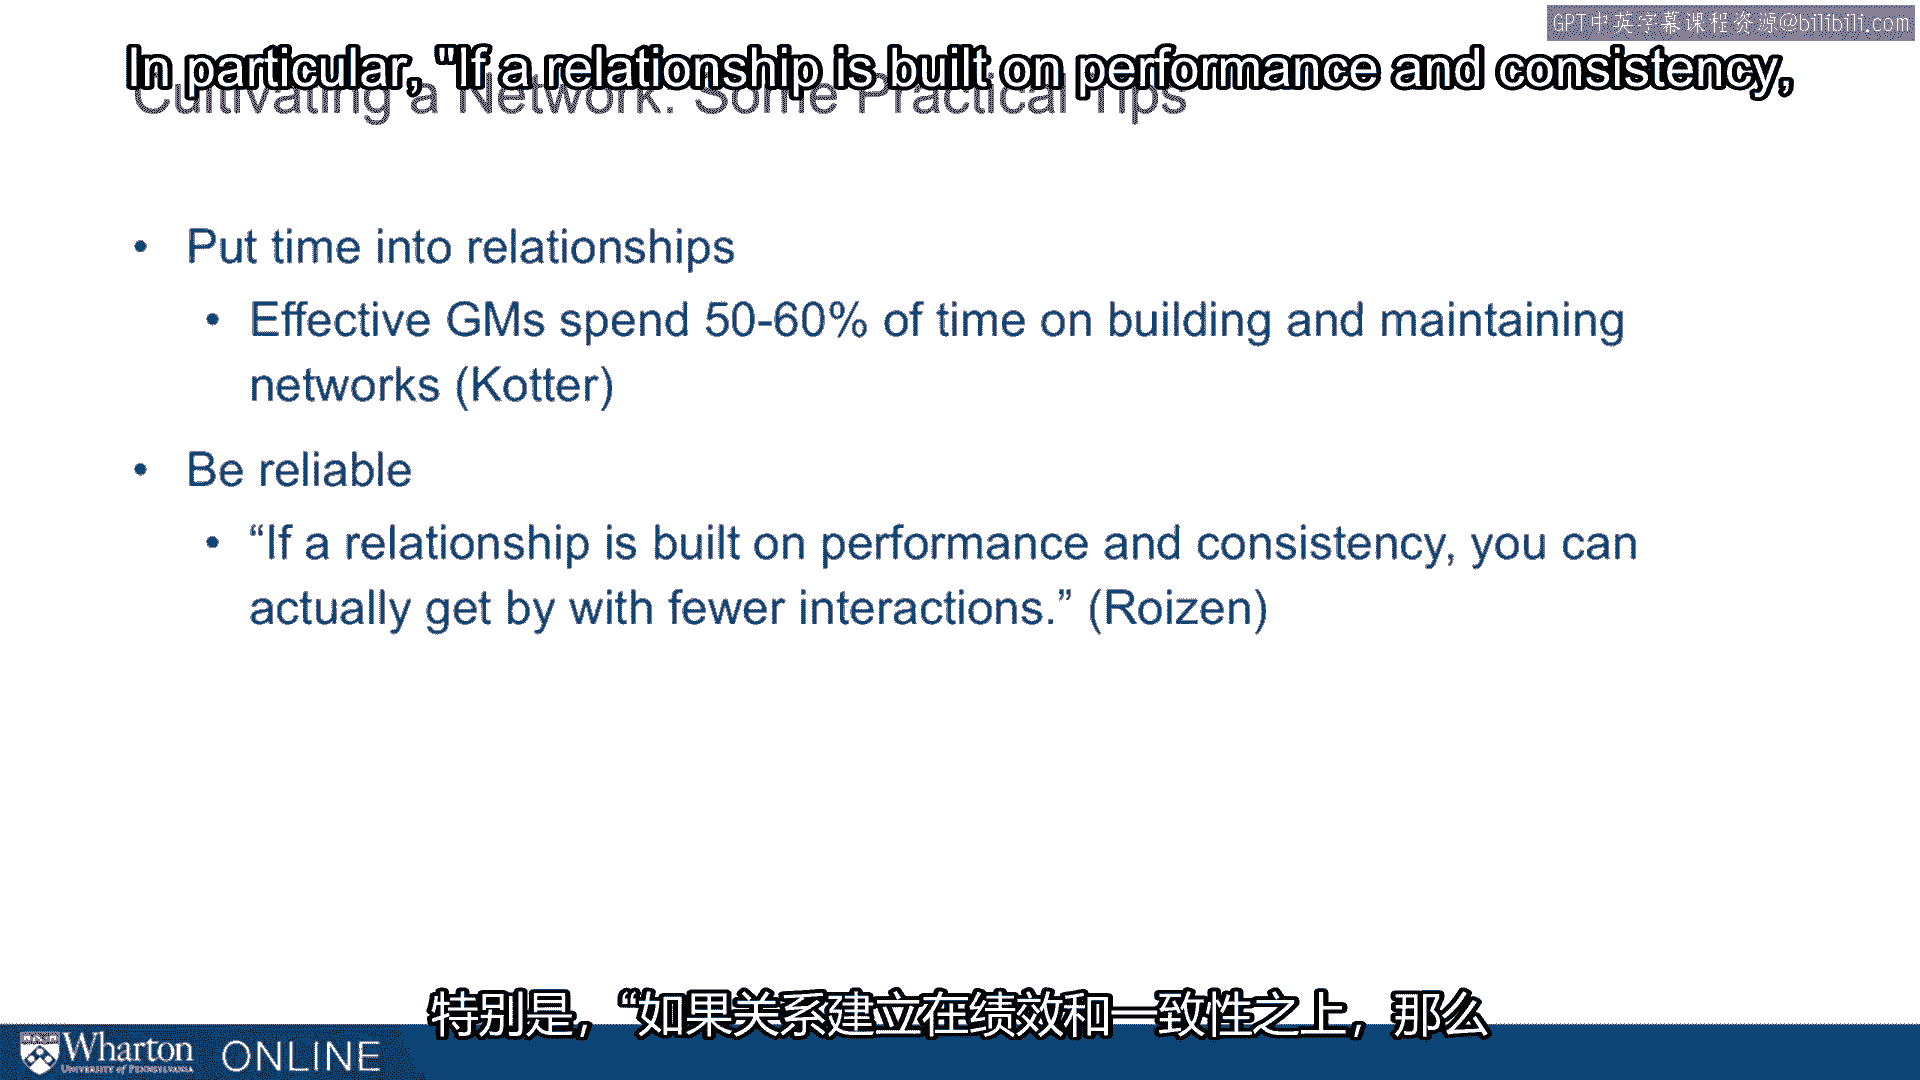 GPT中英字幕课程资源@bilibili.com
In particular, "If a relationship is built on performance and consistency,
Cultivating a Network: Some Practical Tips
• Put time into relationships
• Effective GMs spend 50-60% of time on building and maintaining
networks (Kotter)
• Be reliable
• “If a relationship is built on performance and consistency, you can
actually get by with fewer interactions.” (Roizen)
特别是，“如果关系建立在绩效和一致性之上，那么
Wharton ONLINE
UNIVERSITY OF PENNSYLVANIA